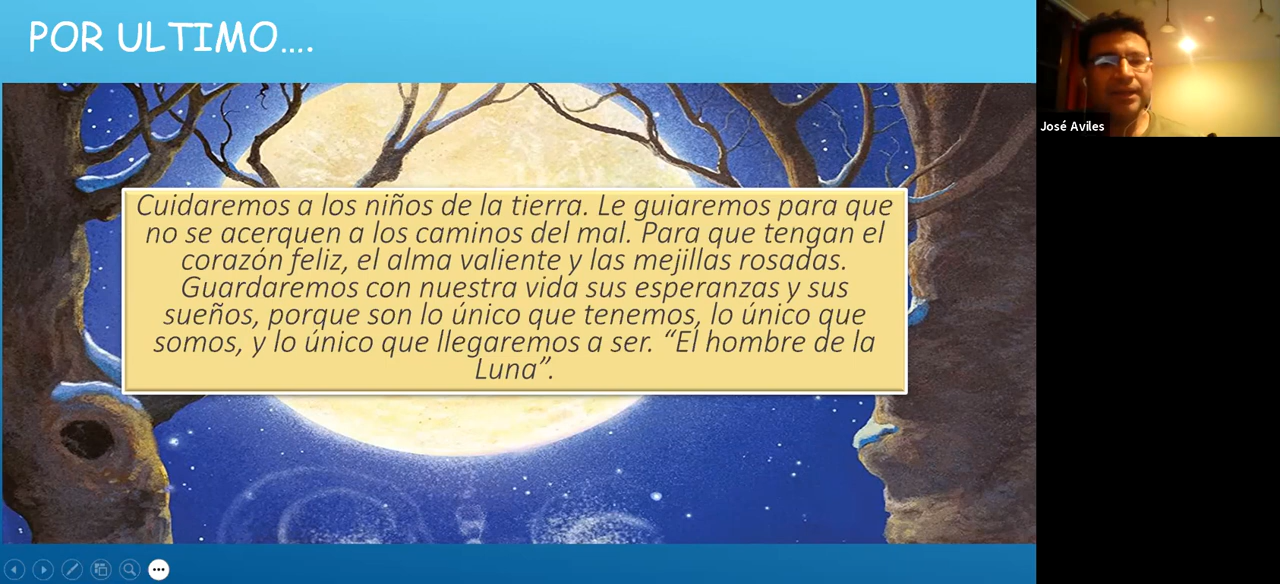 POR ULTIMO....
Cuidaremos a los niños de la tierra. Le guiaremos para que
no se acerquen a los caminos del mal. Para que tengan el
corazón feliz, el alma valiente y las mejillas rosadas.
Guardaremos con nuestra vida sus esperanzas y sus
sueños, porque son lo único que tenemos, lo único que
somos, y lo único que llegaremos a ser. “El hombre de la
Luna”.
José Aviles